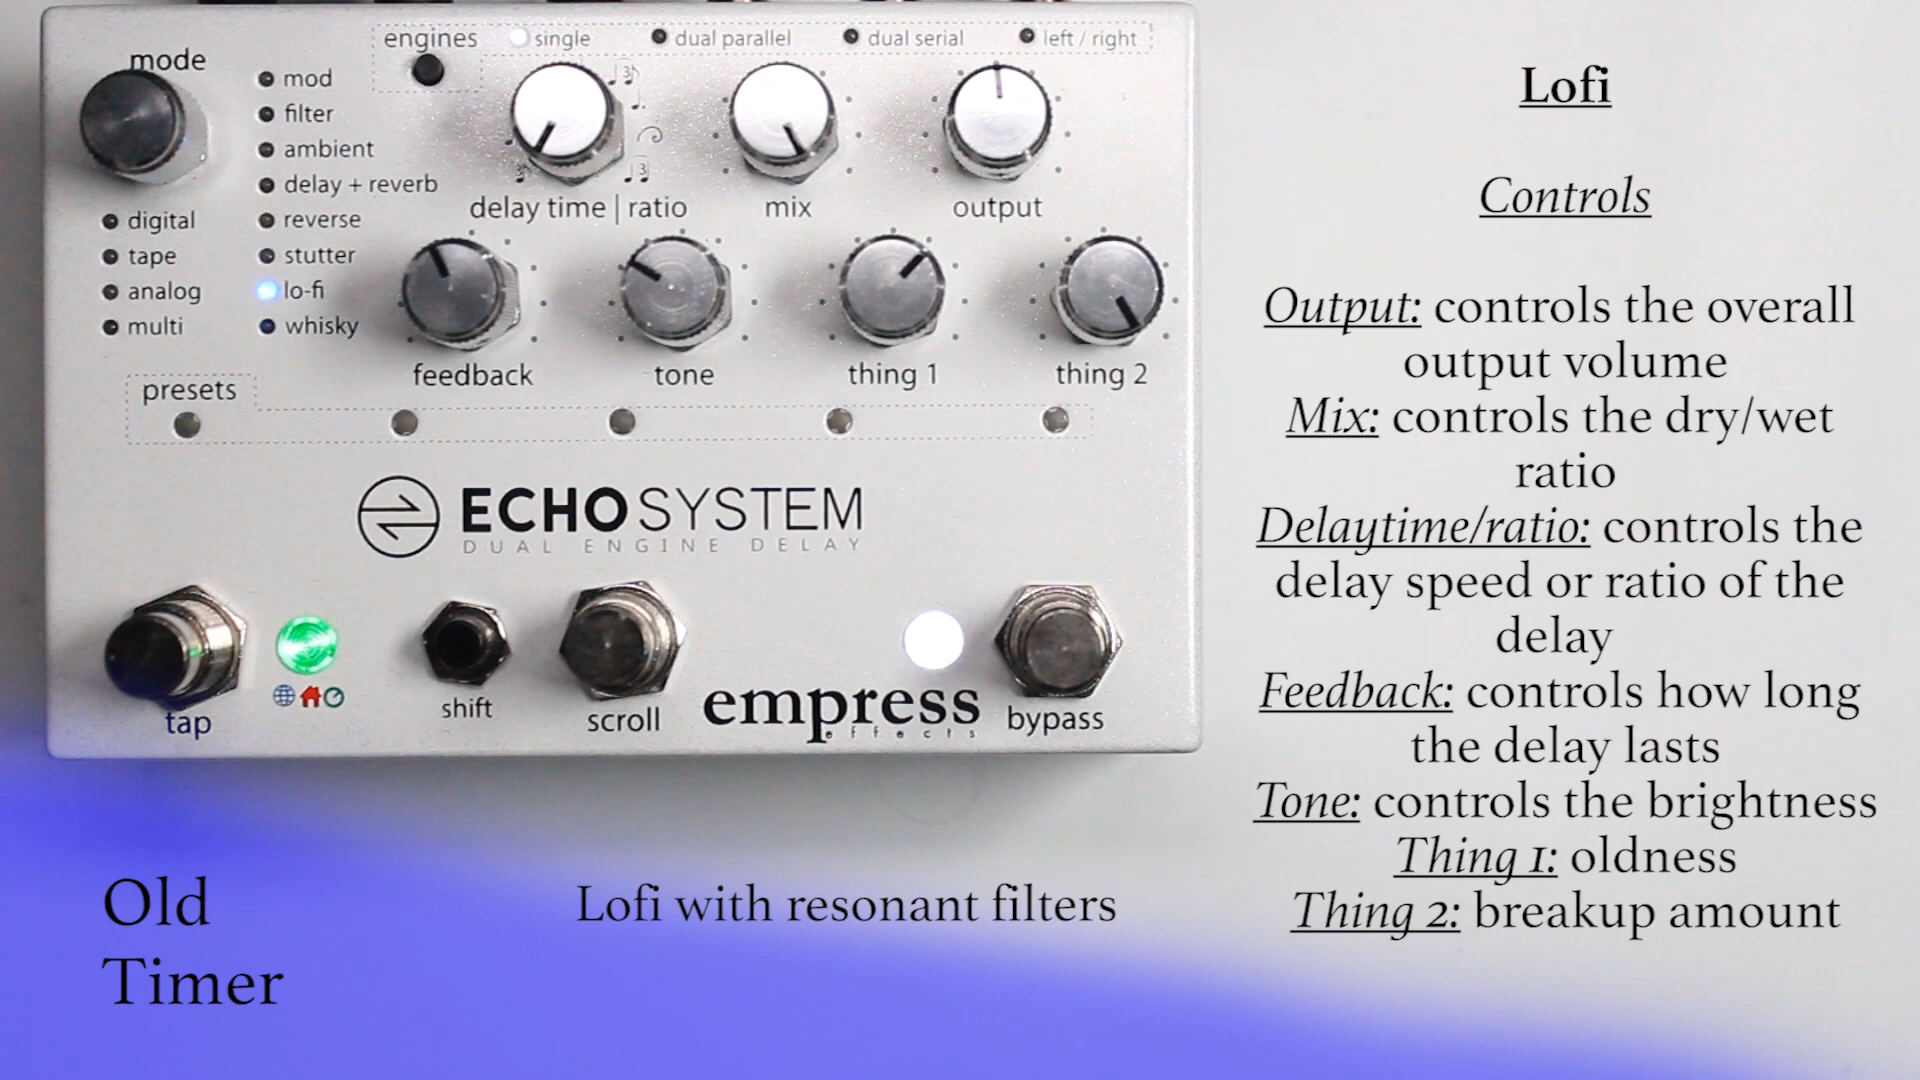 mode
engines
single
dual parallel
dual serial
left / right
mod
filter
ambient
delay + reverb
reverse
stutter
lo-fi
whisky
digital
tape
analog
multi
3
3
3
delay time | ratio
mix
output
feedback
tone
thing 1
thing 2
presets
ECHOSYSTEM
DUAL ENGINE DELAY
tap
shift
scroll
empress
effects
bypass
Lofi
Controls
Output: controls the overall
output volume
Mix: controls the dry/wet
ratio
Delaytime/ratio: controls the
delay speed or ratio of the
delay
Feedback: controls how long
the delay lasts
Tone: controls the brightness
Thing 1: oldness
Thing 2: breakup amount
Old
Timer
Lofi with resonant filters